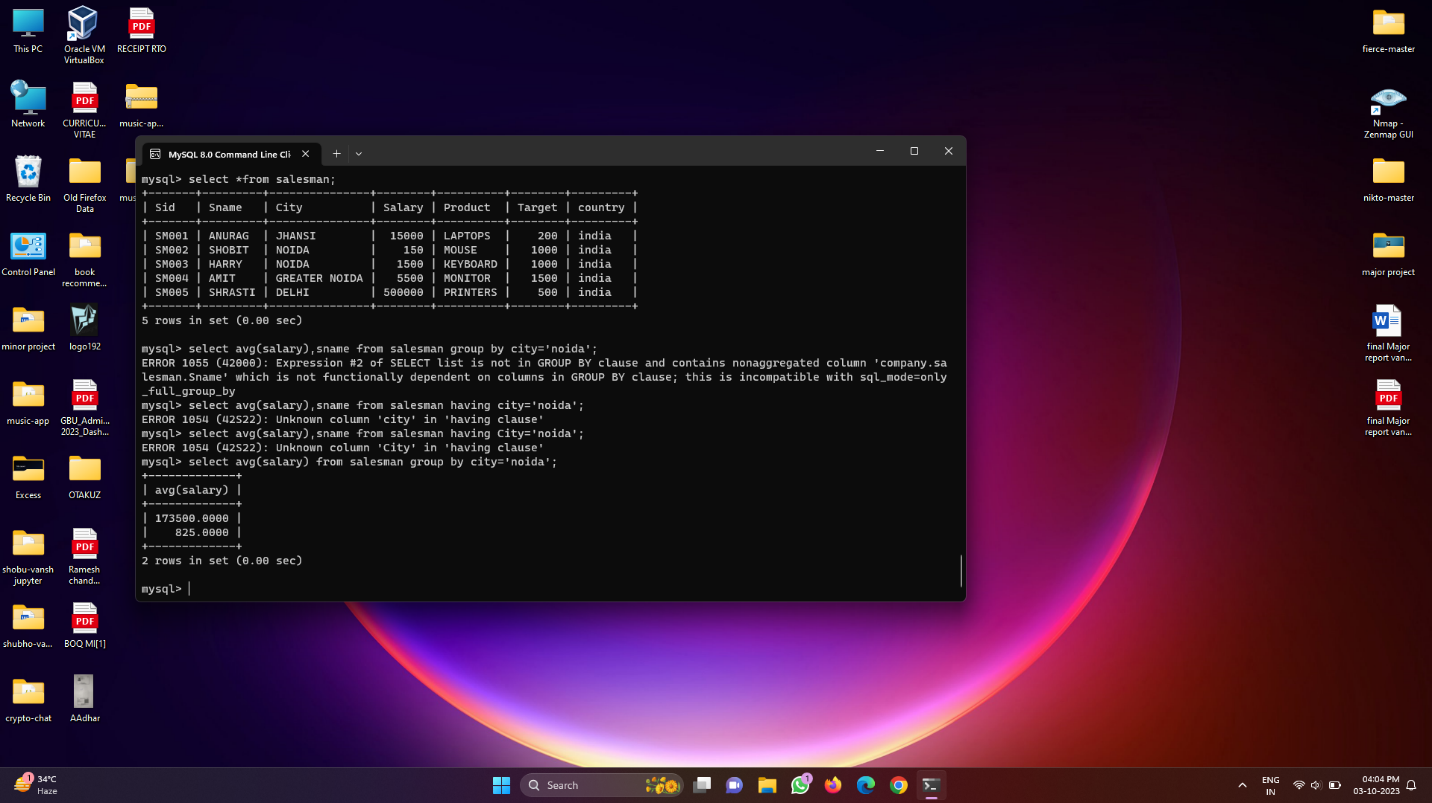 This PC
Oracle VM
VirtualBox
PDF
RECEIPT RTO
Network
PDF
CURRICU...
VITAE
music-ap...
Recycle Bin
Old Firefox
Data
mus
Control Panel
book
recomme...
minor project
logo192
music-app
PDF
GBU_Admi...
2023_Dash...
Excess
OTAKUZ
shobu-vansh
jupyter
PDF
Ramesh
chand...
shubho-va...
PDF
BOQ MI[1]
crypto-chat
AAdhar
fierce-master
Nmap -
Zenmap GUI
nikto-master
major project
W
final Major
report van...
PDF
final Major
report van...
MySQL 8.0 Command Line Cli
mysql> select *from salesman;
+-------+---------+---------------+--------+----------+--------+---------+
| Sid | Sname | City | Salary | Product | Target | country |
+-------+---------+---------------+--------+----------+--------+---------+
| SM001 | ANURAG | JHANSI | 15000 | LAPTOPS | 200 | india |
| SM002 | SHOBIT | NOIDA | 150 | MOUSE | 1000 | india |
| SM003 | HARRY | NOIDA | 1500 | KEYBOARD | 1000 | india |
| SM004 | AMIT | GREATER NOIDA | 5500 | MONITOR | 1500 | india |
| SM005 | SHRASTI | DELHI | 500000 | PRINTERS | 500 | india |
+-------+---------+---------------+--------+----------+--------+---------+
5 rows in set (0.00 sec)
mysql> select avg(salary),sname from salesman group by city='noida';
ERROR 1055 (42000): Expression #2 of SELECT list is not in GROUP BY clause and contains nonaggregated column 'company.sa
lesman.Sname' which is not functionally dependent on columns in GROUP BY clause; this is incompatible with sql_mode=only
_full_group_by
mysql> select avg(salary),sname from salesman having city='noida';
ERROR 1054 (42S22): Unknown column 'city' in 'having clause'
mysql> select avg(salary),sname from salesman having City='noida';
ERROR 1054 (42S22): Unknown column 'City' in 'having clause'
mysql> select avg(salary) from salesman group by city='noida';
+-------------+
| avg(salary) |
+-------------+
| 173500.0000 |
| 825.0000 |
+-------------+
2 rows in set (0.00 sec)
mysql>
1
34°C
Haze
Search
1
ENG
IN
04:04 PM
03-10-2023